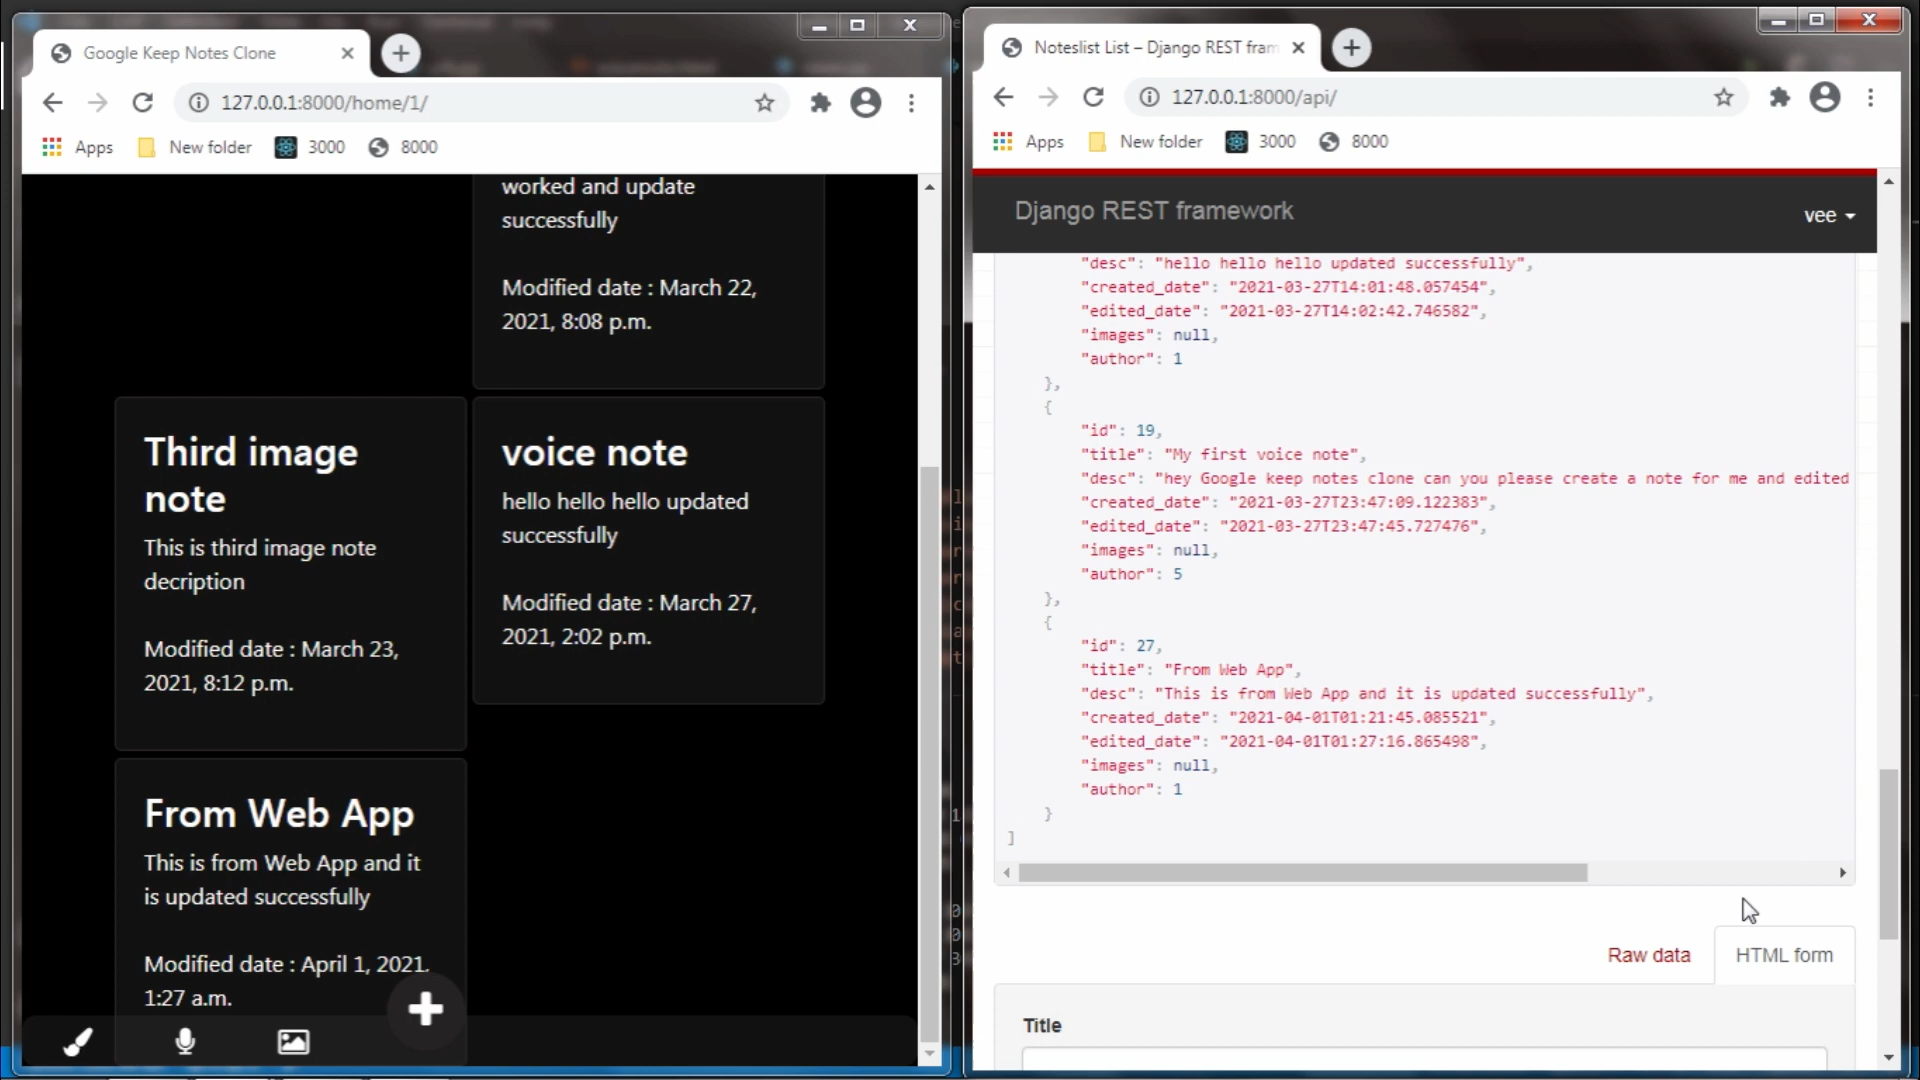 Google Keep Notes Clone
127.0.0.1:8000/home/1/
Apps
New folder
3000
8000
worked and update
successfully
Modified date : March 22,
2021, 8:08 p.m.
Third image
note
This is third image note
decription
Modified date : March 23,
2021, 8:12 p.m.
voice note
hello hello hello updated
successfully
Modified date : March 27,
2021, 2:02 p.m.
From Web App
This is from Web App and it
is updated successfully
Modified date : April 1, 2021,
1:27 a.m.
Noteslist List – Django REST fram
127.0.0.1:8000/api/
Apps
New folder
3000
8000
Django REST framework
vee
"desc": "hello hello hello updated successfully",
"created_date": "2021-03-27T14:01:48.057454",
"edited_date": "2021-03-27T14:02:42.746582",
"images": null,
"author": 1
},
{
"id": 19,
"title": "My first voice note",
"desc": "hey Google keep notes clone can you please create a note for me and edited
"created_date": "2021-03-27T23:47:09.122383",
"edited_date": "2021-03-27T23:47:45.727476",
"images": null,
"author": 5
},
{
"id": 27,
"title": "From Web App",
"desc": "This is from Web App and it is updated successfully",
"created_date": "2021-04-01T01:21:45.085521",
"edited_date": "2021-04-01T01:27:16.865498",
"images": null,
"author": 1
}
]
Raw data
HTML form
Title